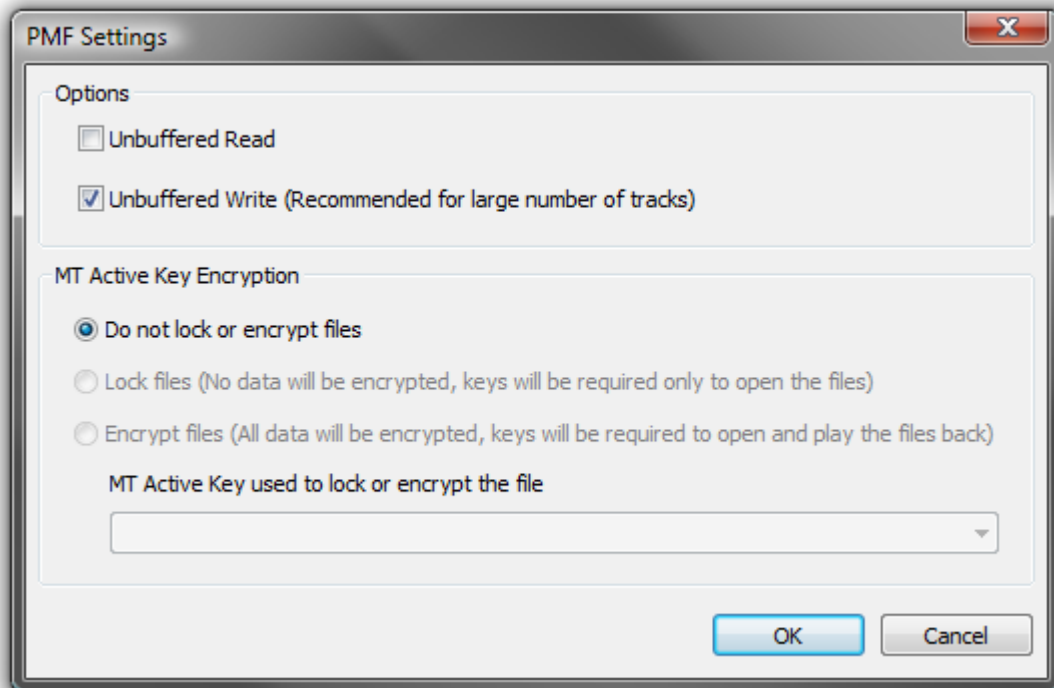 PMF Settings
Options
Unbuffered Read
Unbuffered Write (Recommended for large number of tracks)
MT Active Key Encryption
Do not lock or encrypt files
Lock files (No data will be encrypted, keys will be required only to open the files)
Encrypt files (All data will be encrypted, keys will be required to open and play the files back)
MT Active Key used to lock or encrypt the file
OK Cancel